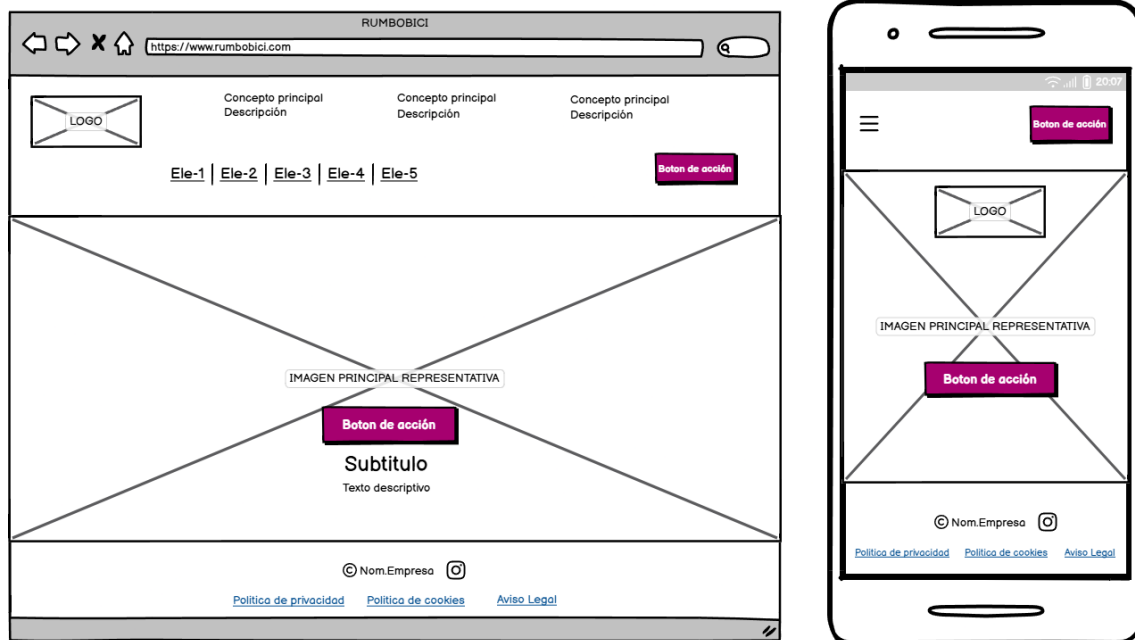 RUMBOBICI
https://www.rumbobici.com
LOGO
Concepto principal
Descripción
Concepto principal
Descripción
Concepto principal
Descripción
Ele-1 | Ele-2 | Ele-3 | Ele-4 | Ele-5
Boton de acción
IMAGEN PRINCIPAL REPRESENTATIVA
Boton de acción
Subtitulo
Texto descriptivo
© Nom.Empresa
Politica de privacidad Politica de cookies Aviso Legal
20:07
Boton de acción
LOGO
IMAGEN PRINCIPAL REPRESENTATIVA
Boton de acción
© Nom.Empresa
Politica de privacidad Politica de cookies Aviso Legal